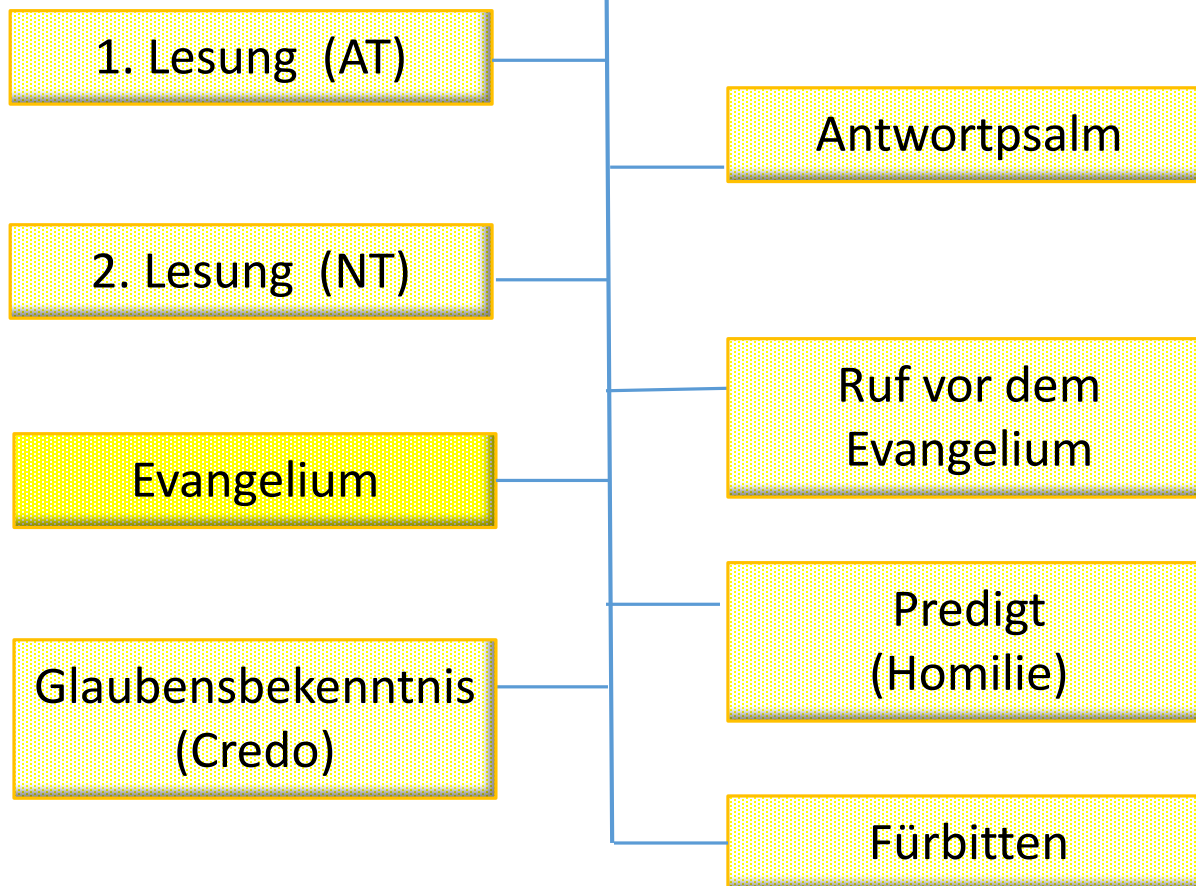 1. Lesung (AT)
Antwortpsalm
2. Lesung (NT)
Ruf vor dem
Evangelium
Evangelium
Predigt
(Homilie)
Glaubensbekenntnis
(Credo)
Fürbitten